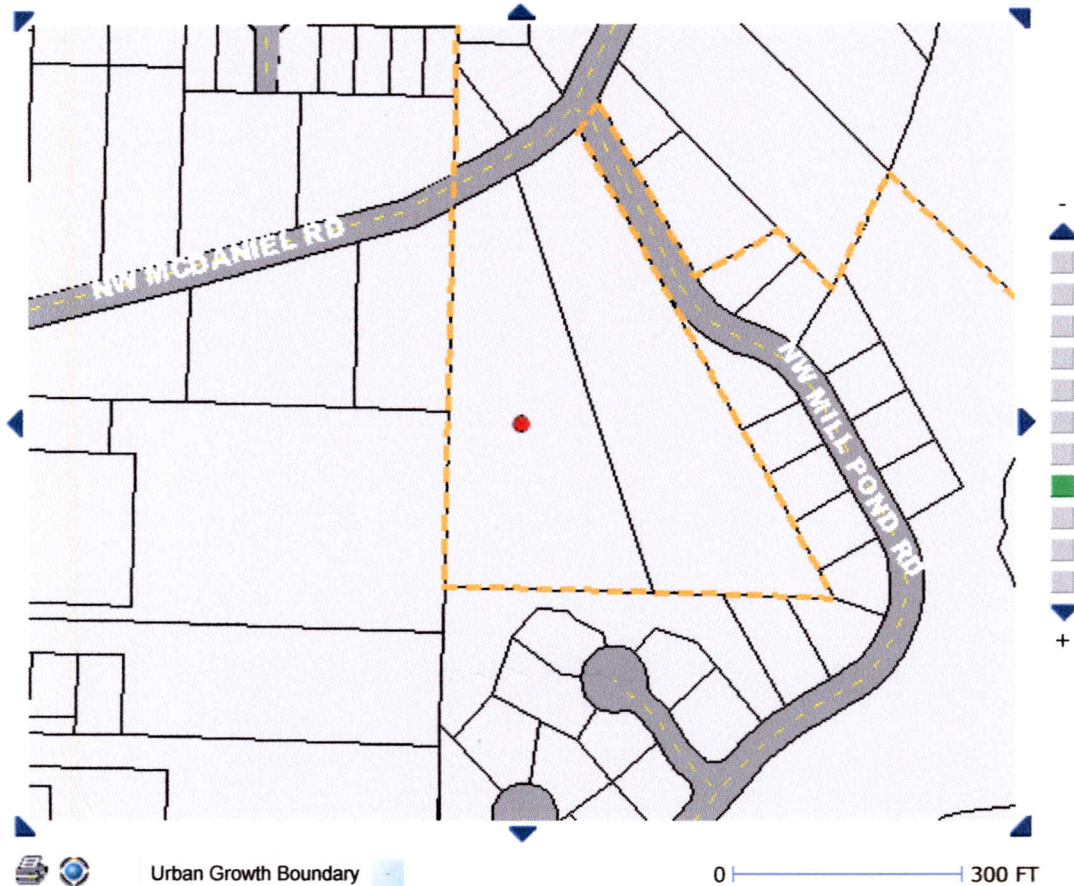 NW MCDANIEL RD
NW MILL POND RD
-
+
Urban Growth Boundary
0 300 FT